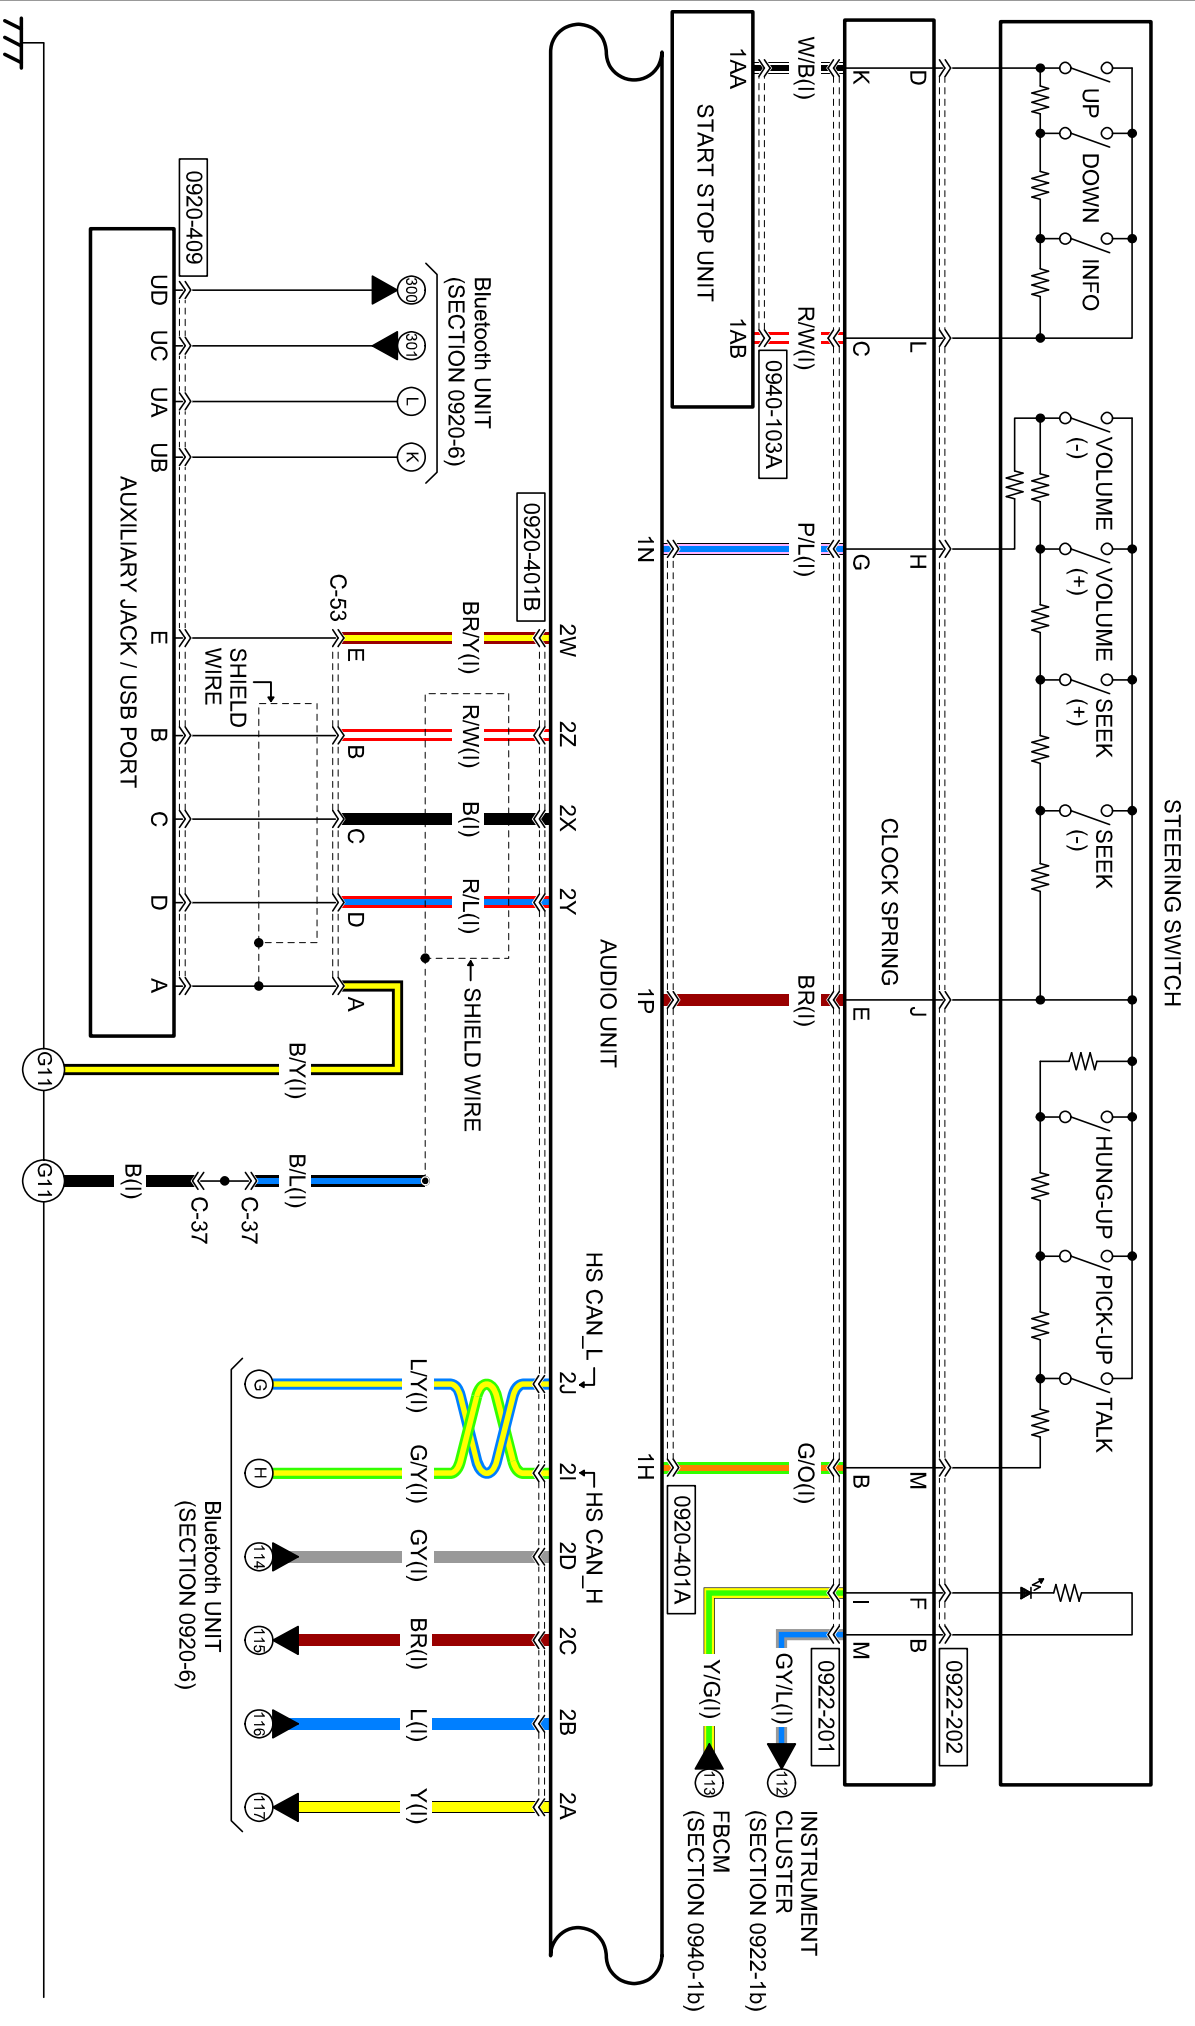 STEERING SWITCH
UP
DOWN
INFO
VOLUME
(-)
VOLUME
(+)
SEEK
(+)
SEEK
(-)
HUNG-UP
PICK-UP
TALK
0922-202
D
L
H
J
M
F
B
CLOCK SPRING
K
C
G
E
B
I
M
0922-201
W/B(I)
R/W(I)
P/L(I)
BR(I)
G/O(I)
Y/G(I)
GY/L(I)
112
INSTRUMENT
CLUSTER
(SECTION 0922-1b)
113
FBCM
(SECTION 0940-1b)
0940-103A
1AA
1AB
START STOP UNIT
0920-401A
1N
1P
1H
AUDIO UNIT
HS CAN_L
HS CAN_H
2W
2Z
2X
2Y
2J
2I
2D
2C
2B
2A
0920-401B
BR/Y(I)
R/W(I)
B(I)
R/L(I)
SHIELD WIRE
L/Y(I)
G/Y(I)
GY(I)
BR(I)
L(I)
Y(I)
G
H
114
115
116
117
Bluetooth UNIT
(SECTION 0920-6)
Bluetooth UNIT
(SECTION 0920-6)
300
301
L
K
C-53
E
B
C
D
A
SHIELD
WIRE
B/Y(I)
B/L(I)
C-37
C-37
B(I)
0920-409
UD
UC
UA
UB
E
B
C
D
A
AUXILIARY JACK / USB PORT
G11
G11